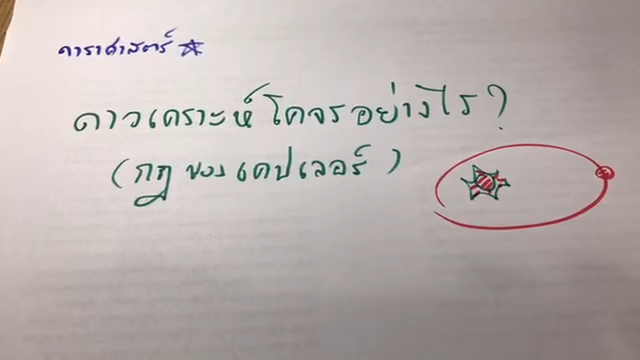 ดาราศาสตร์
ดาวเคราะห์โคจรอย่างไร?
(กฎของเคปเลอร์)